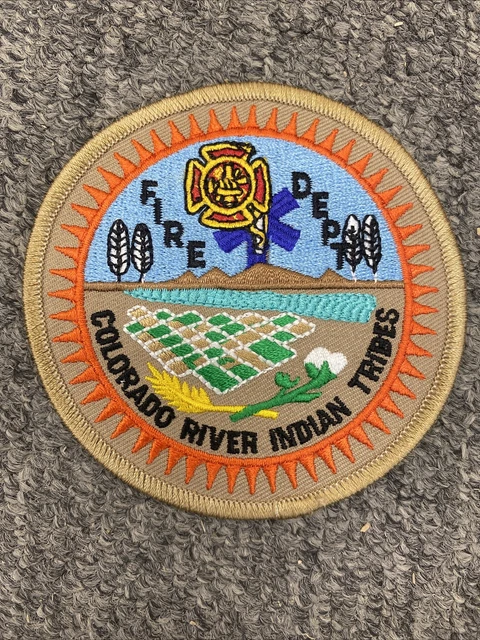 FIRE DEPT
COLORADO RIVER INDIAN TRIBES